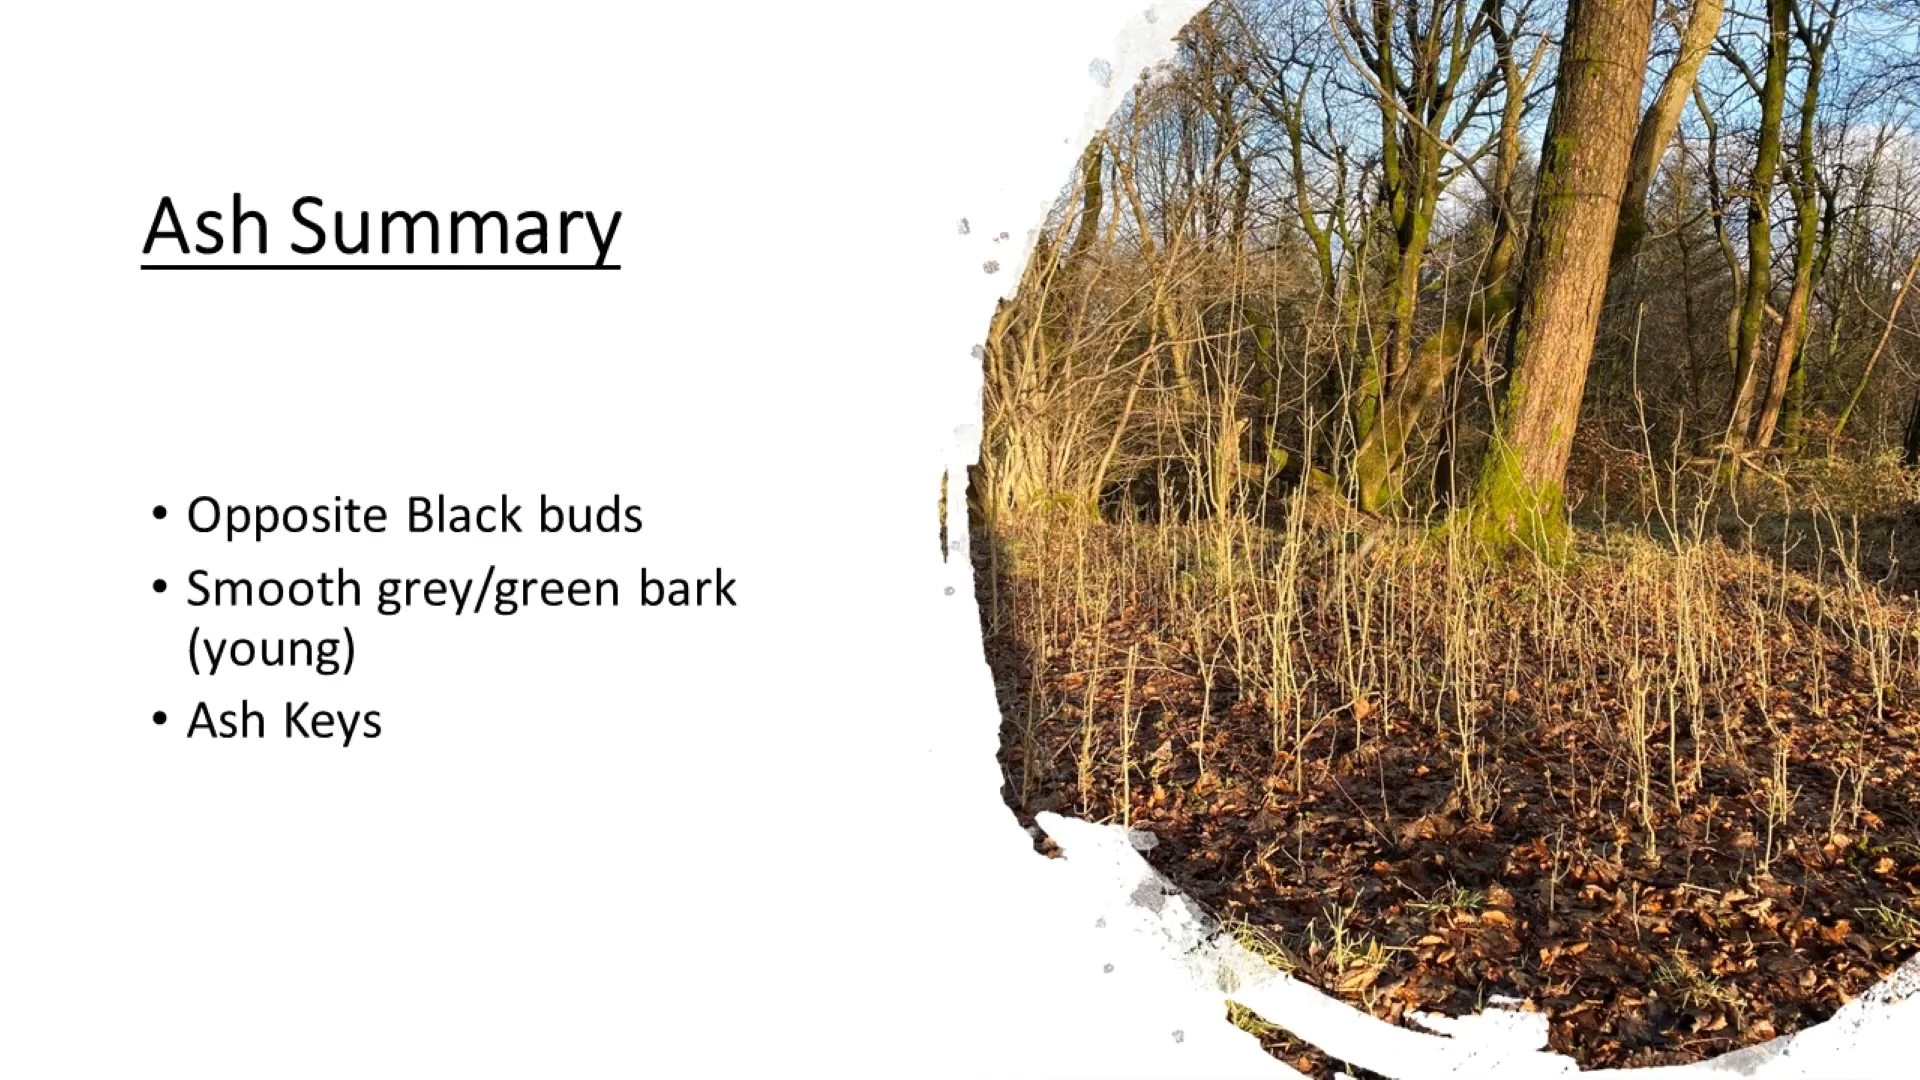 Ash Summary
• Opposite Black buds
• Smooth grey/green bark
(young)
• Ash Keys